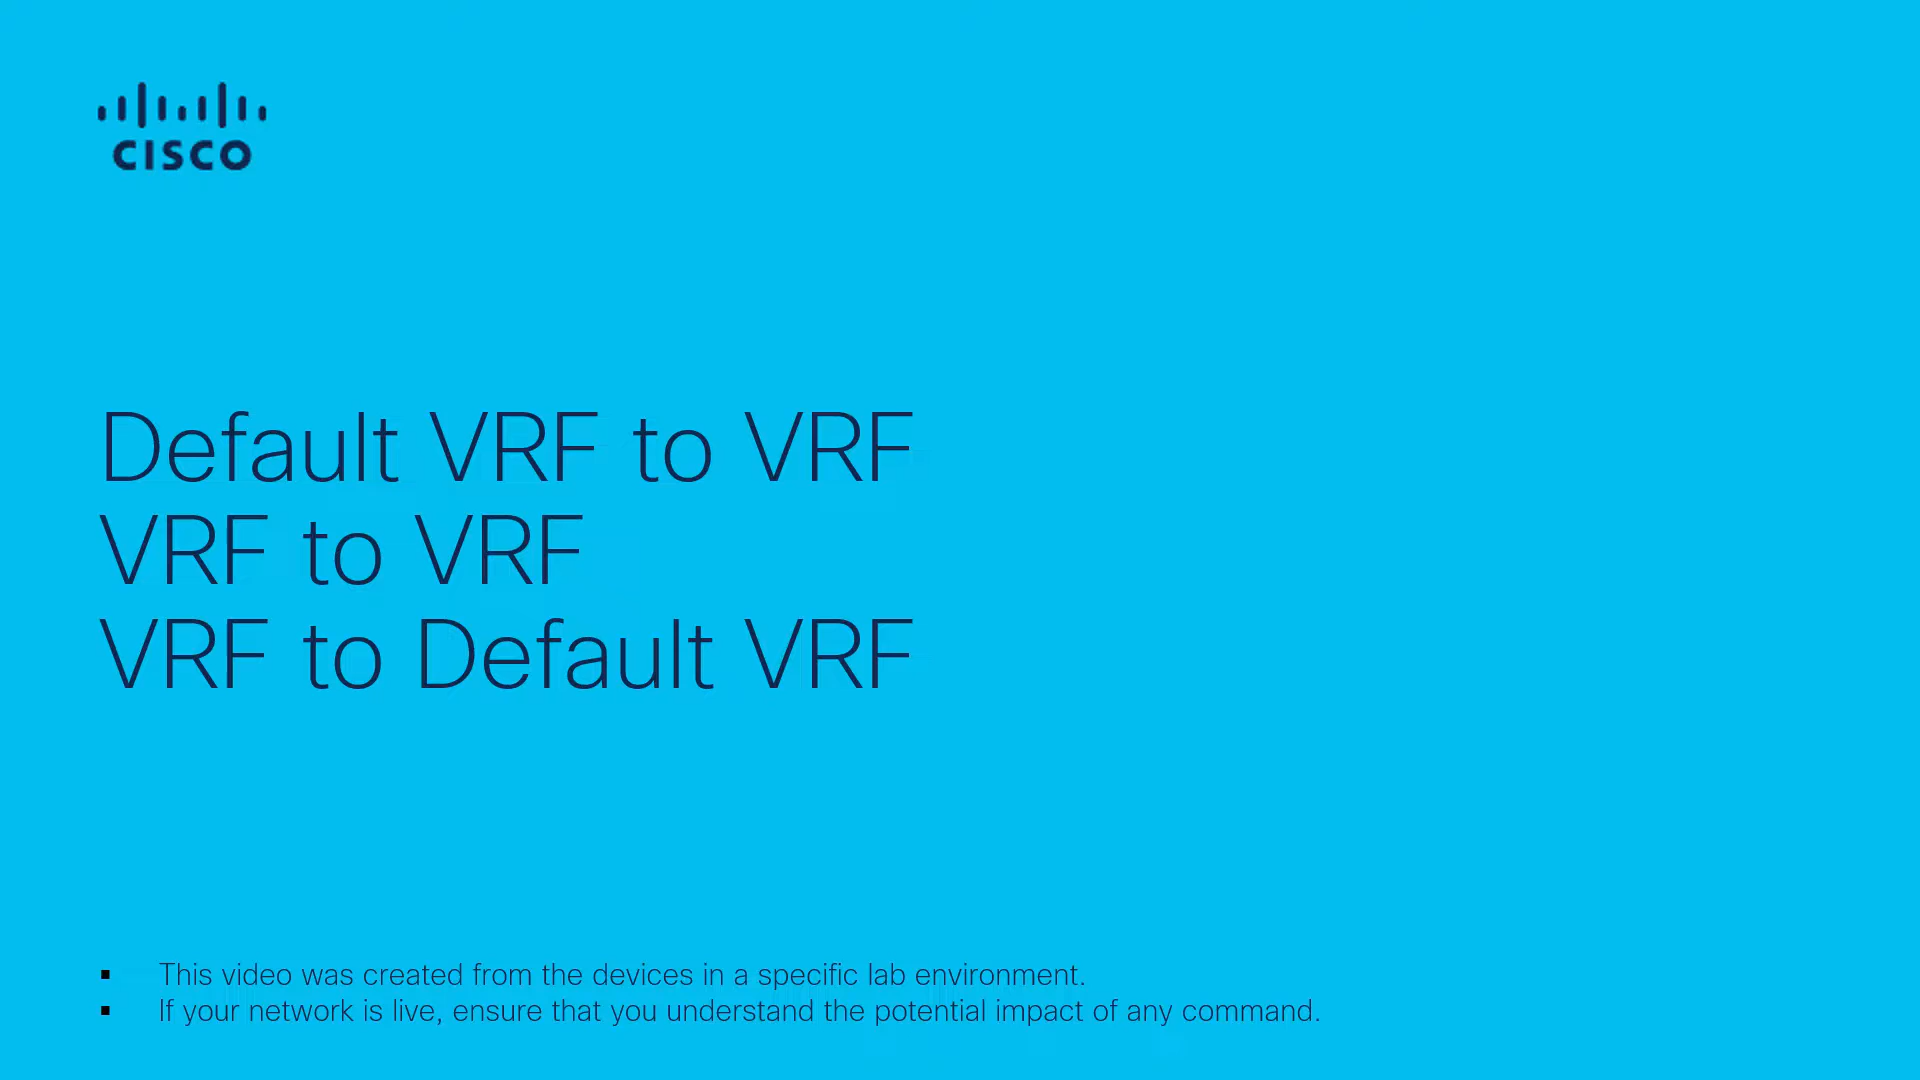 CISCO
Default VRF to VRF
VRF to VRF
VRF to Default VRF
▪ This video was created from the devices in a specific lab environment.
▪ If your network is live, ensure that you understand the potential impact of any command.